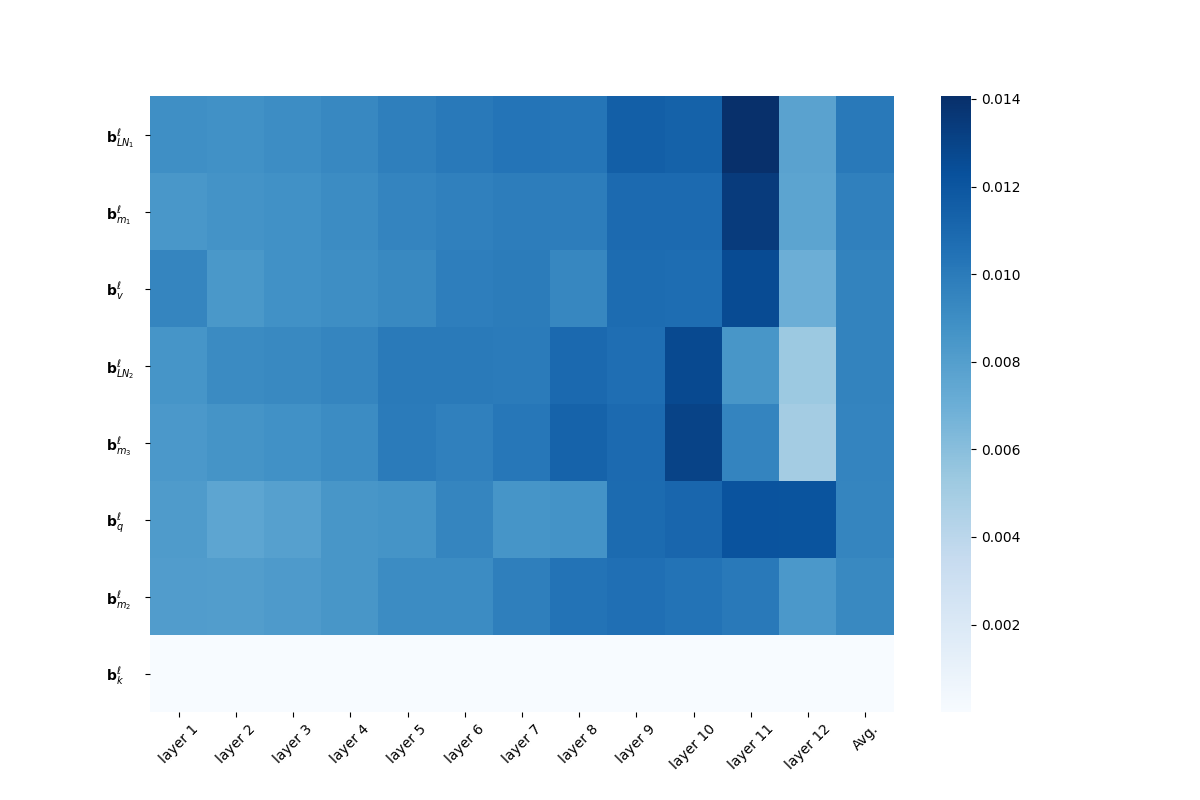 b^ℓ_{LN_1}
b^ℓ_{m_1}
b^ℓ_v
b^ℓ_{LN_2}
b^ℓ_{m_3}
b^ℓ_q
b^ℓ_{m_2}
b^ℓ_k
layer 1 layer 2 layer 3 layer 4 layer 5 layer 6 layer 7 layer 8 layer 9 layer 10 layer 11 layer 12 Avg.
0.014
0.012
0.010
0.008
0.006
0.004
0.002